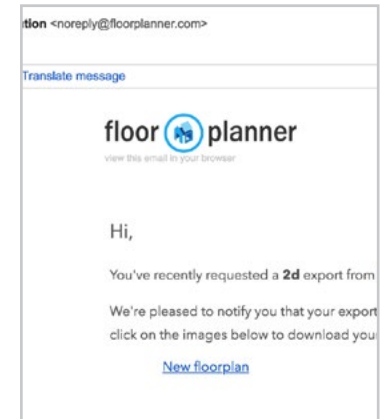 tion <noreply@floorplanner.com>
Translate message
floor planner
view this email in your browser
Hi,
You've recently requested a 2d export from
We're pleased to notify you that your export
click on the images below to download you
New floorplan